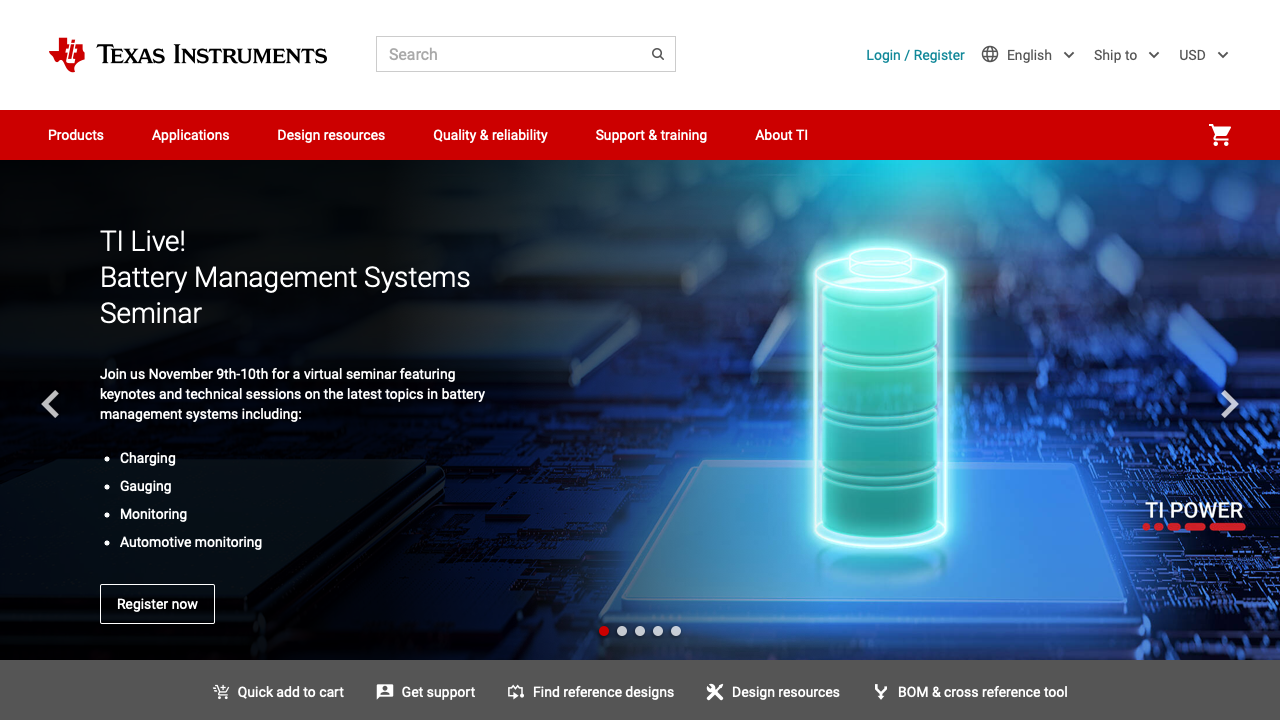 TEXAS INSTRUMENTS
Search
Login / Register
English
Ship to
USD
Products
Applications
Design resources
Quality & reliability
Support & training
About TI
TI Live!
Battery Management Systems
Seminar
Join us November 9th-10th for a virtual seminar featuring
keynotes and technical sessions on the latest topics in battery
management systems including:
Charging
Gauging
Monitoring
Automotive monitoring
TI POWER
Register now
Quick add to cart
Get support
Find reference designs
Design resources
BOM & cross reference tool